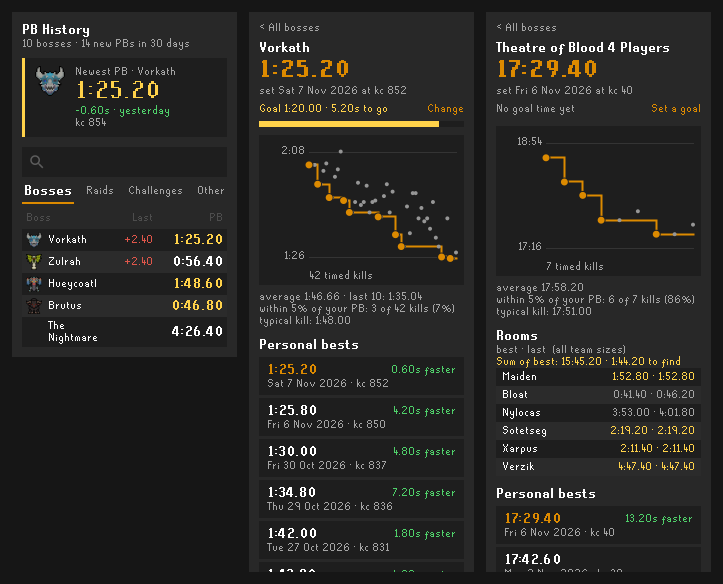 PB History
10 bosses · 14 new PBs in 30 days
Newest PB · Vorkath
1:25.20
-0.60s · yesterday
kc 854
Bosses Raids Challenges Other
Boss Last PB
Vorkath +2.40 1:25.20
Zulrah +2.40 0:56.40
Hueycoatl 1:48.60
Brutus 0:46.80
The
Nightmare 4:26.40
< All bosses
Vorkath
1:25.20
set Sat 7 Nov 2026 at kc 852
Goal 1:20.00 · 5.20s to go Change
2:08
1:26
42 timed kills
average 1:46.66 · last 10: 1:35.04
within 5% of your PB: 3 of 42 kills (7%)
typical kill: 1:48.00
Personal bests
1:25.20 0.60s faster
Sat 7 Nov 2026 · kc 852
1:25.80 4.20s faster
Fri 6 Nov 2026 · kc 850
1:30.00 4.80s faster
Fri 30 Oct 2026 · kc 837
1:34.80 7.20s faster
Thu 29 Oct 2026 · kc 836
1:42.00 1.80s faster
Tue 27 Oct 2026 · kc 831
< All bosses
Theatre of Blood 4 Players
17:29.40
set Fri 6 Nov 2026 at kc 40
No goal time yet Set a goal
18:54
17:16
7 timed kills
average 17:58.20
within 5% of your PB: 6 of 7 kills (86%)
typical kill: 17:51.00
Rooms
best · last (all team sizes)
Sum of best: 15:45.20 · 1:44.20 to find
Maiden 1:52.80 · 1:52.80
Bloat 0:41.40 · 0:46.20
Nylocas 3:53.00 · 4:01.80
Sotetseg 2:19.20 · 2:19.20
Xarpus 2:11.40 · 2:11.40
Verzik 4:47.40 · 4:47.40
Personal bests
17:29.40 13.20s faster
Fri 6 Nov 2026 · kc 40
17:42.60